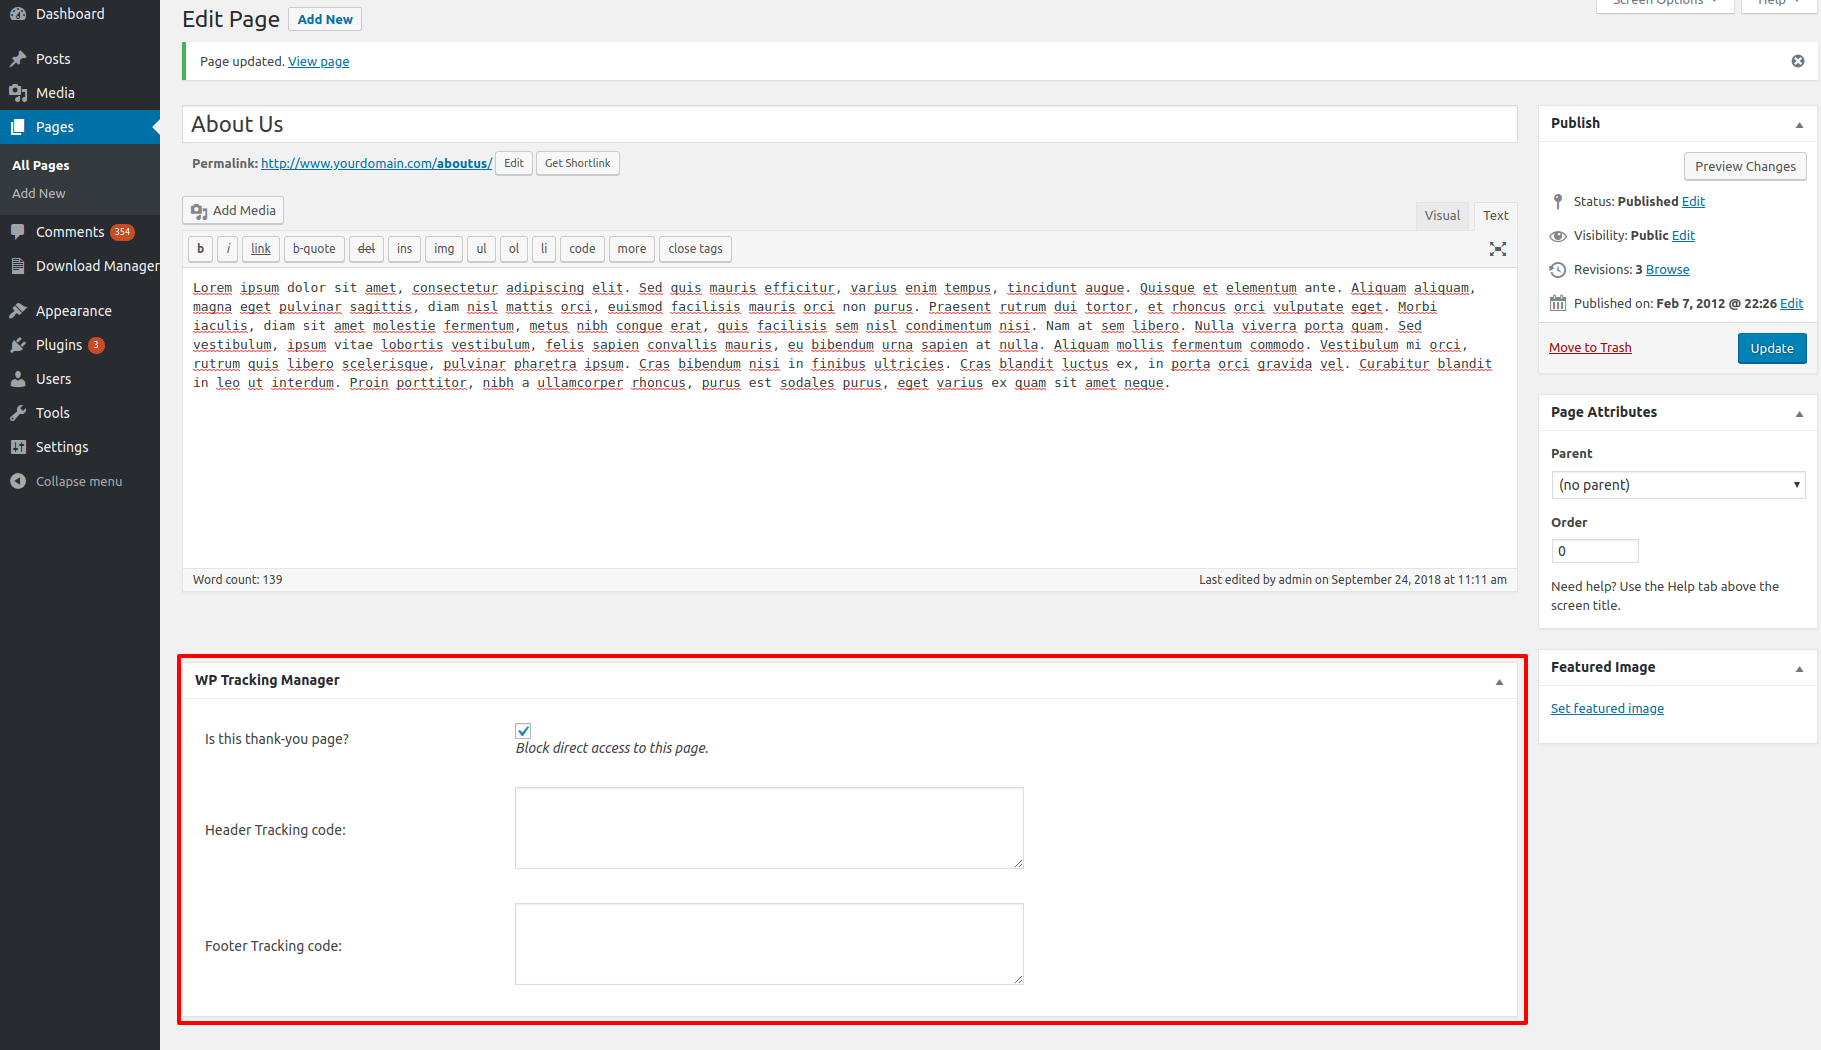 Dashboard
Posts
Media
Pages
All Pages
Add New
Comments 354
Download Manager
Appearance
Plugins 3
Users
Tools
Settings
Collapse menu
Screen Options
Help
Edit Page Add New
Page updated. View page
About Us
Permalink: http://www.yourdomain.com/aboutus/ Edit Get Shortlink
Add Media
Visual Text
b i link b-quote del ins img ul ol li code more close tags
Lorem ipsum dolor sit amet, consectetur adipiscing elit. Sed quis mauris efficitur, varius enim tempus, tincidunt augue. Quisque et elementum ante. Aliquam aliquam,
magna eget pulvinar sagittis, diam nisl mattis orci, euismod facilisis mauris orci non purus. Praesent rutrum dui tortor, et rhoncus orci vulputate eget. Morbi
iaculis, diam sit amet molestie fermentum, metus nibh congue erat, quis facilisis sem nisl condimentum nisi. Nam at sem libero. Nulla viverra porta quam. Sed
vestibulum, ipsum vitae lobortis vestibulum, felis sapien convallis mauris, eu bibendum urna sapien at nulla. Aliquam mollis fermentum commodo. Vestibulum mi orci,
rutrum quis libero scelerisque, pulvinar pharetra ipsum. Cras bibendum nisi in finibus ultricies. Cras blandit luctus ex, in porta orci gravida vel. Curabitur blandit
in leo ut interdum. Proin porttitor, nibh a ullamcorper rhoncus, purus est sodales purus, eget varius ex quam sit amet neque.
Word count: 139
Last edited by admin on September 24, 2018 at 11:11 am
WP Tracking Manager
Is this thank-you page?
Block direct access to this page.
Header Tracking code:
Footer Tracking code:
Publish
Preview Changes
Status: Published Edit
Visibility: Public Edit
Revisions: 3 Browse
Published on: Feb 7, 2012 @ 22:26 Edit
Move to Trash
Update
Page Attributes
Parent
(no parent)
Order
0
Need help? Use the Help tab above the
screen title.
Featured Image
Set featured image